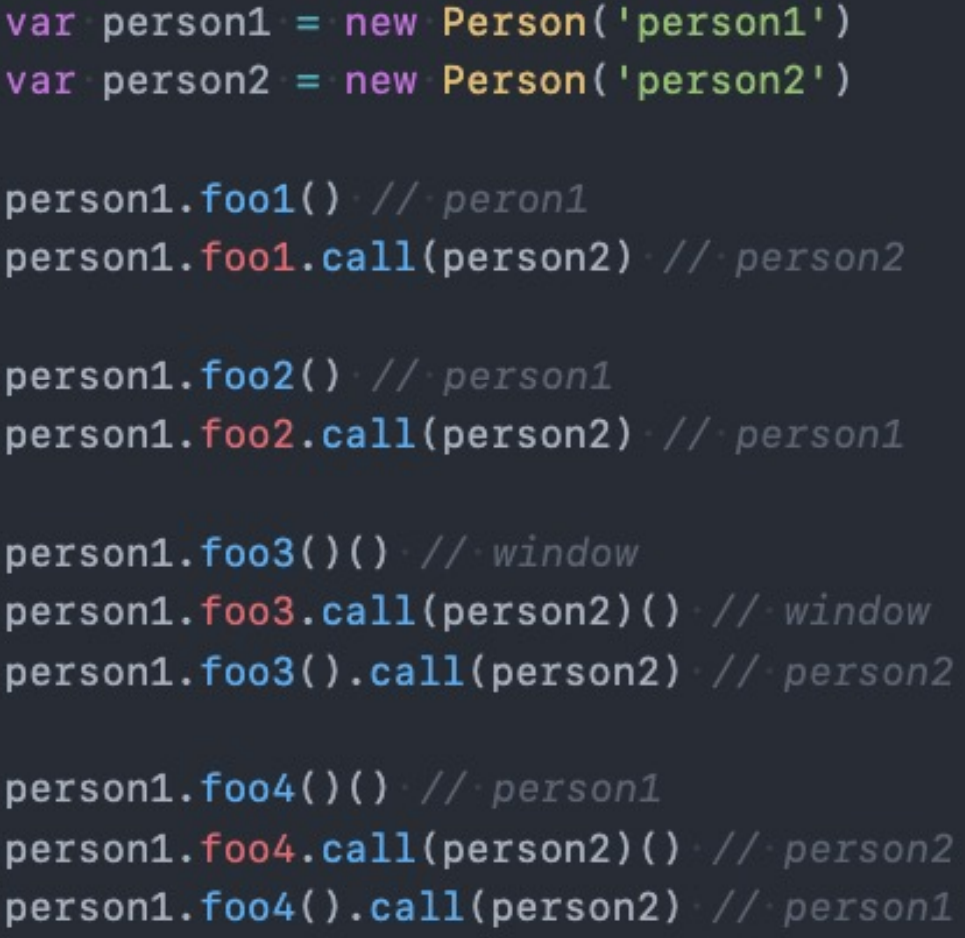 var person1 = new Person('person1')
var person2 = new Person('person2')
person1.foo1() // peron1
person1.foo1.call(person2) // person2
person1.foo2() // person1
person1.foo2.call(person2) // person1
person1.foo3()() // window
person1.foo3.call(person2)() // window
person1.foo3().call(person2) // person2
person1.foo4()() // person1
person1.foo4.call(person2)() // person2
person1.foo4().call(person2) // person1